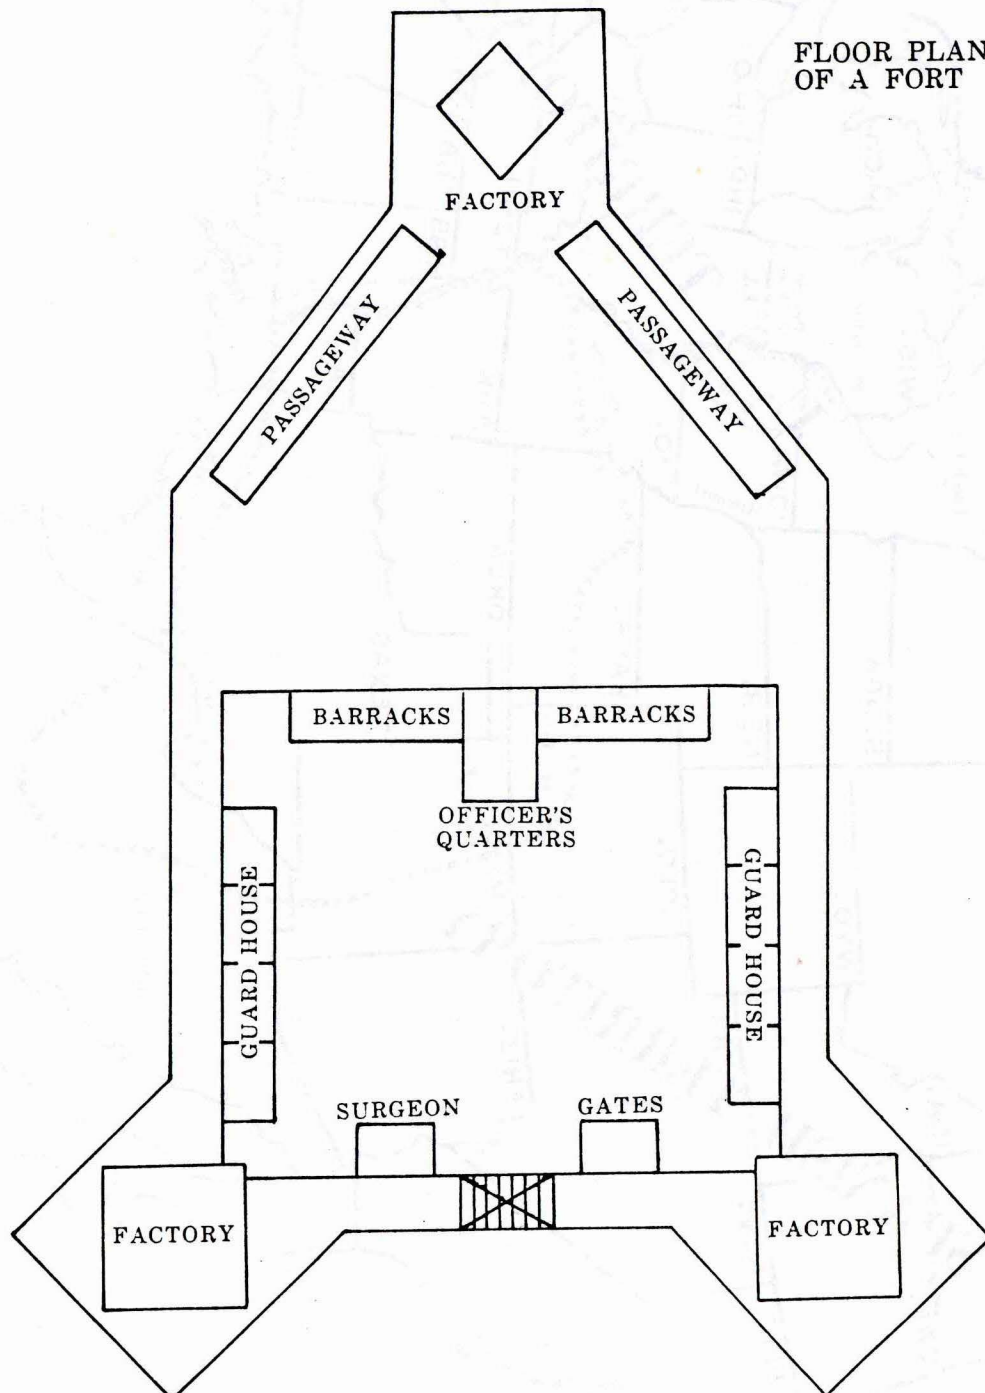 FLOOR PLAN
OF A FORT
FACTORY
PASSAGEWAY
PASSAGEWAY
BARRACKS
BARRACKS
OFFICER'S
QUARTERS
GUARD HOUSE
GUARD HOUSE
SURGEON
GATES
FACTORY
FACTORY